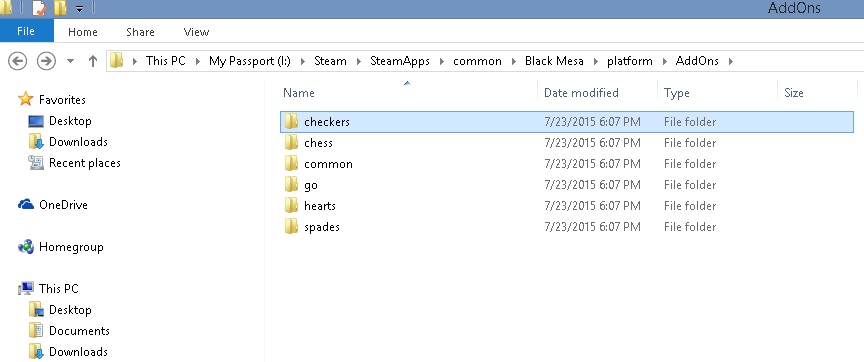 AddOns
File Home Share View
This PC My Passport (I:) Steam SteamApps common Black Mesa platform AddOns
Name Date modified Type Size
Favorites
Desktop
Downloads
Recent places
OneDrive
Homegroup
This PC
Desktop
Documents
Downloads
checkers 7/23/2015 6:07 PM File folder
chess 7/23/2015 6:07 PM File folder
common 7/23/2015 6:07 PM File folder
go 7/23/2015 6:07 PM File folder
hearts 7/23/2015 6:07 PM File folder
spades 7/23/2015 6:07 PM File folder